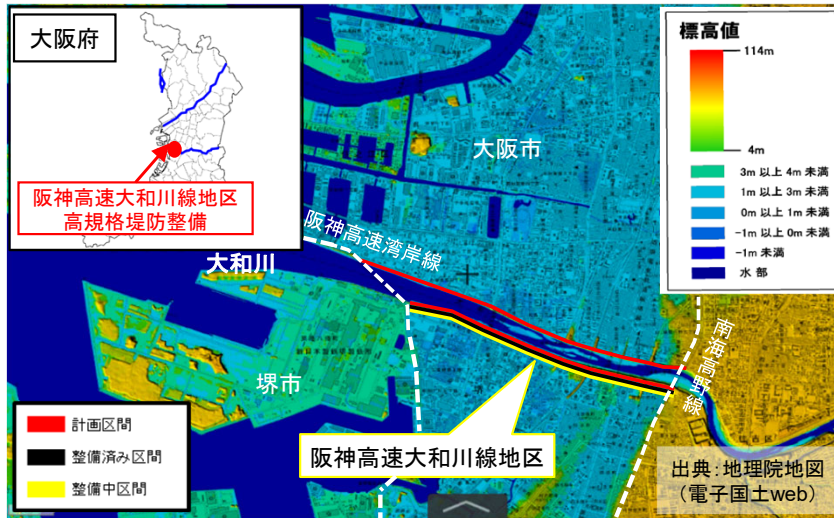 大阪府
阪神高速大和川線地区
高規格堤防整備
標高値
114m
4m
3m 以上 4m 未満
1m 以上 3m 未満
0m 以上 1m 未満
-1m 以上 0m 未満
-1m 未満
水部
大阪市
阪神高速湾岸線
大和川
堺市
南海高野線
計画区間
整備済み区間
整備中区間
阪神高速大和川線地区
出典:地理院地図
(電子国土web)